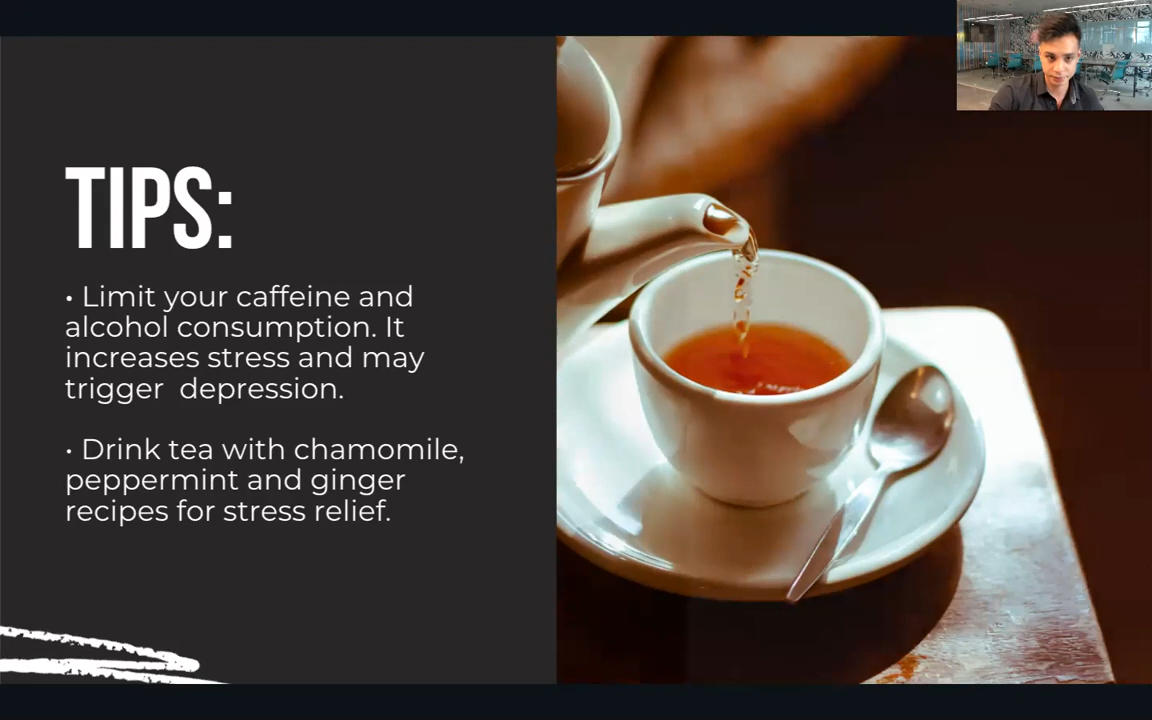 TIPS:
• Limit your caffeine and
alcohol consumption. It
increases stress and may
trigger  depression.
• Drink tea with chamomile,
peppermint and ginger
recipes for stress relief.